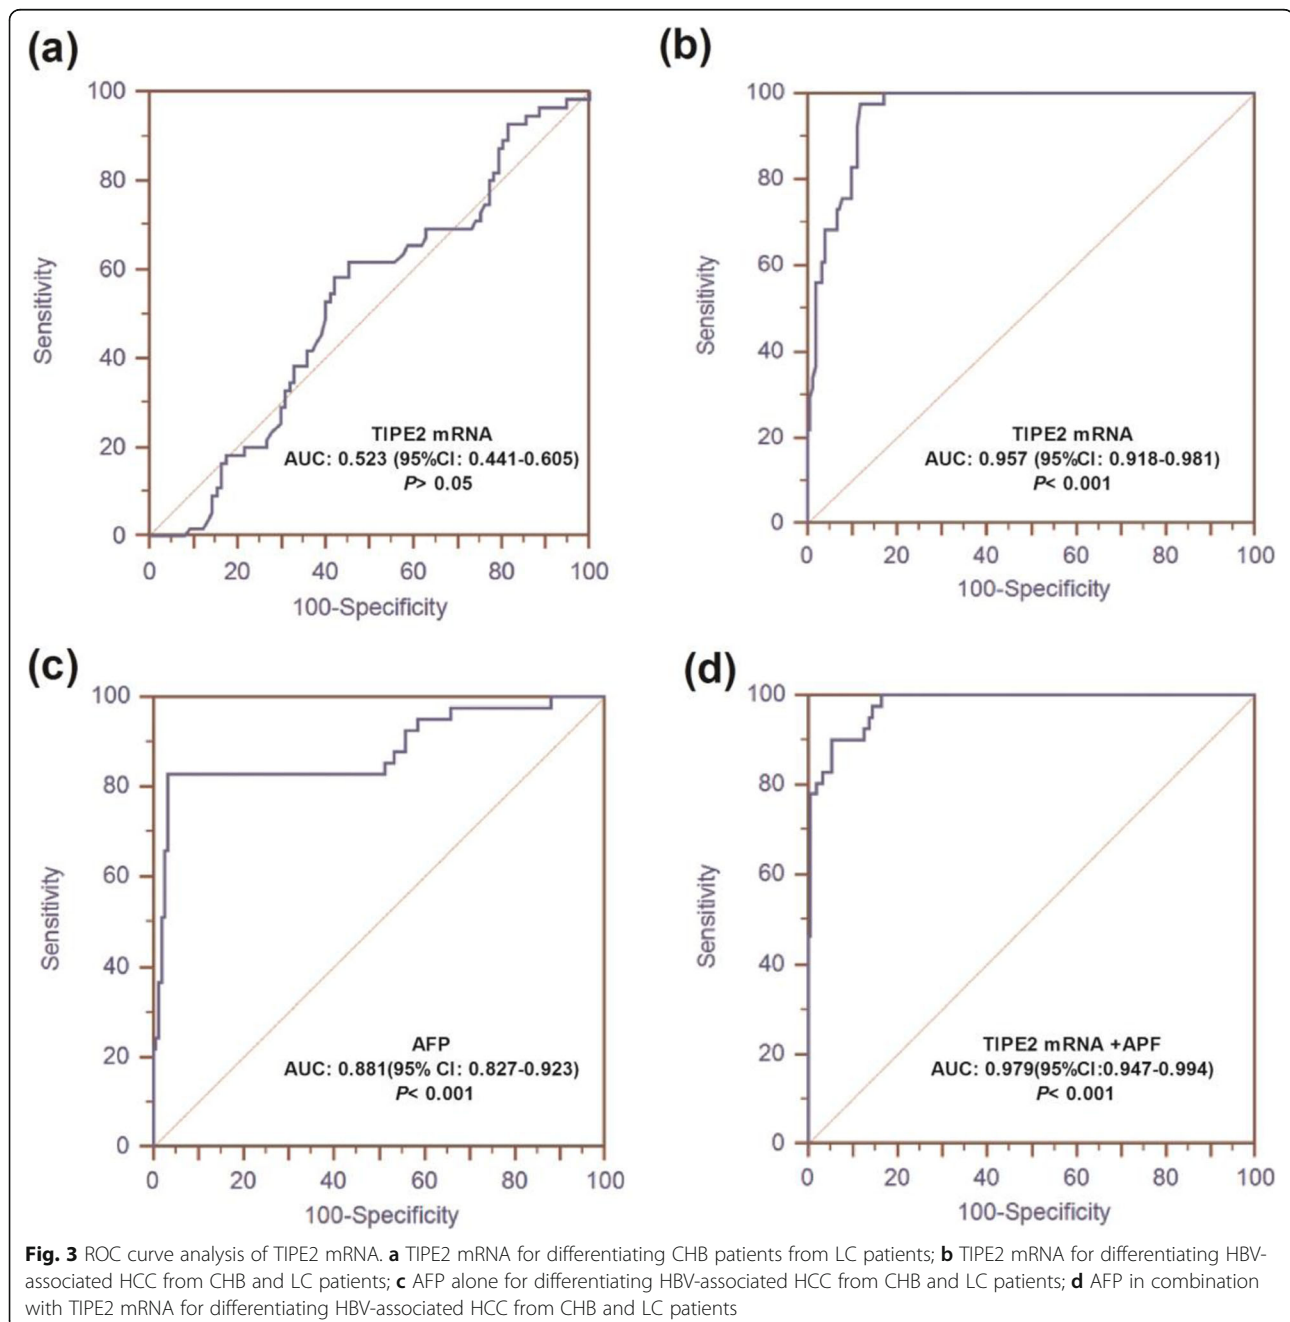 (a)
100
80
60
40
20
0
Sensitivity
TIPE2 mRNA
AUC: 0.523 (95%CI: 0.441-0.605)
P> 0.05
0 20 40 60 80 100
100-Specificity
(b)
100
80
60
40
20
0
Sensitivity
TIPE2 mRNA
AUC: 0.957 (95%CI: 0.918-0.981)
P< 0.001
0 20 40 60 80 100
100-Specificity
(c)
100
80
60
40
20
0
Sensitivity
AFP
AUC: 0.881(95% CI: 0.827-0.923)
P< 0.001
0 20 40 60 80 100
100-Specificity
(d)
100
80
60
40
20
0
Sensitivity
TIPE2 mRNA +APF
AUC: 0.979(95%CI:0.947-0.994)
P< 0.001
0 20 40 60 80 100
100-Specificity
Fig. 3 ROC curve analysis of TIPE2 mRNA. a TIPE2 mRNA for differentiating CHB patients from LC patients; b TIPE2 mRNA for differentiating HBV-
associated HCC from CHB and LC patients; c AFP alone for differentiating HBV-associated HCC from CHB and LC patients; d AFP in combination
with TIPE2 mRNA for differentiating HBV-associated HCC from CHB and LC patients